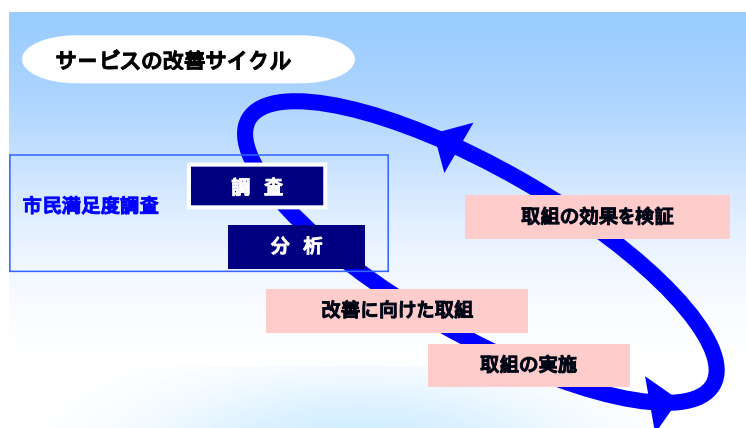 サービスの改善サイクル
調 査
市民満足度調査
取組の効果を検証
分 析
改善に向けた取組
取組の実施